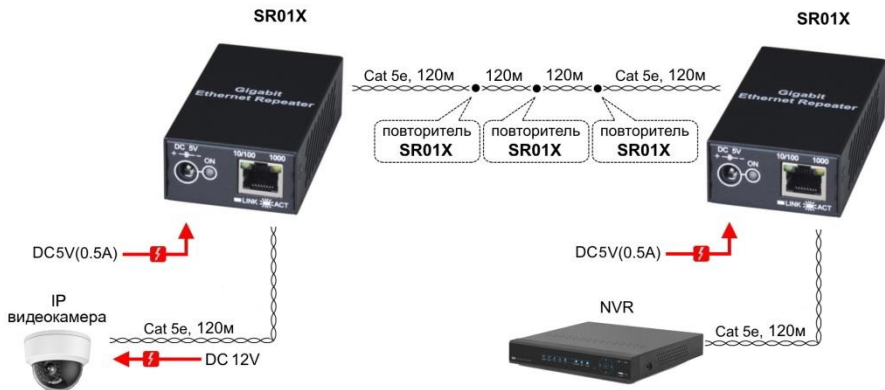 SR01X
SR01X
Gigabit
Ethernet Repeater
DC 5V
ON
10/100
1000
LINK
ACT
Cat 5e, 120м
120м
120м
Cat 5e, 120м
повторитель
SR01X
повторитель
SR01X
повторитель
SR01X
Gigabit
Ethernet Repeater
DC 5V
ON
10/100
1000
LINK
ACT
DC5V(0.5A)
DC5V(0.5A)
IP
видеокамера
Cat 5e, 120м
DC 12V
NVR
Cat 5e, 120м